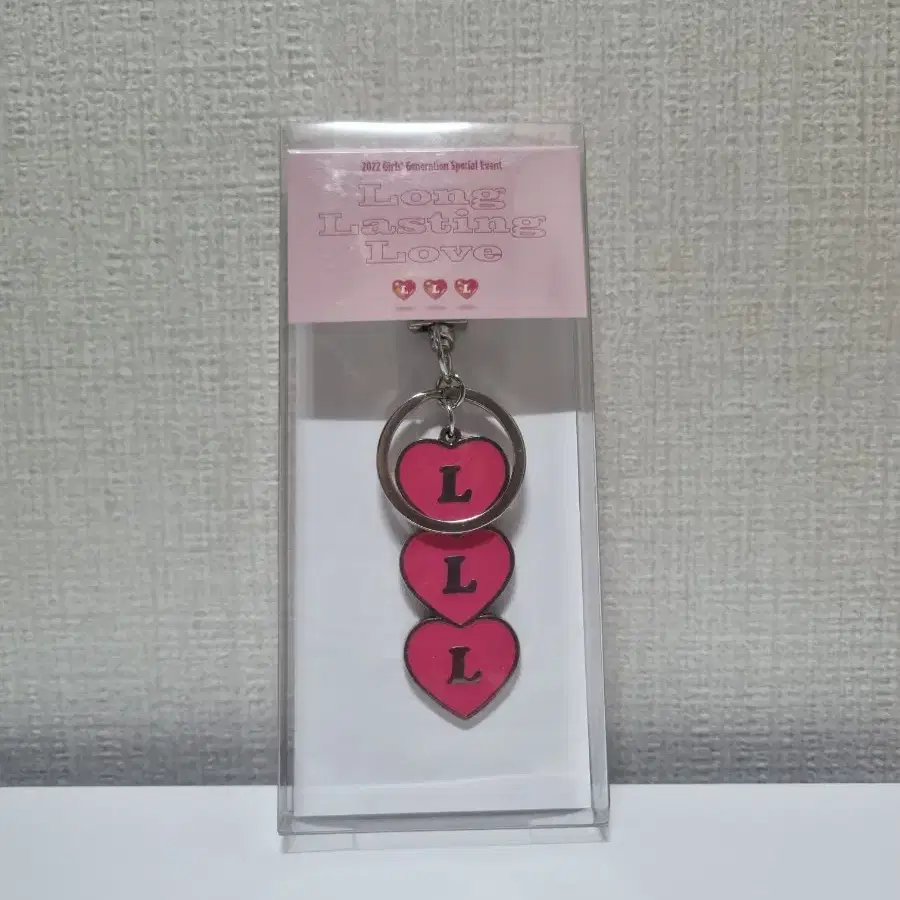 2022 Girls' Generation Special Event
Long
Lasting
Love
L L L
L
L
L